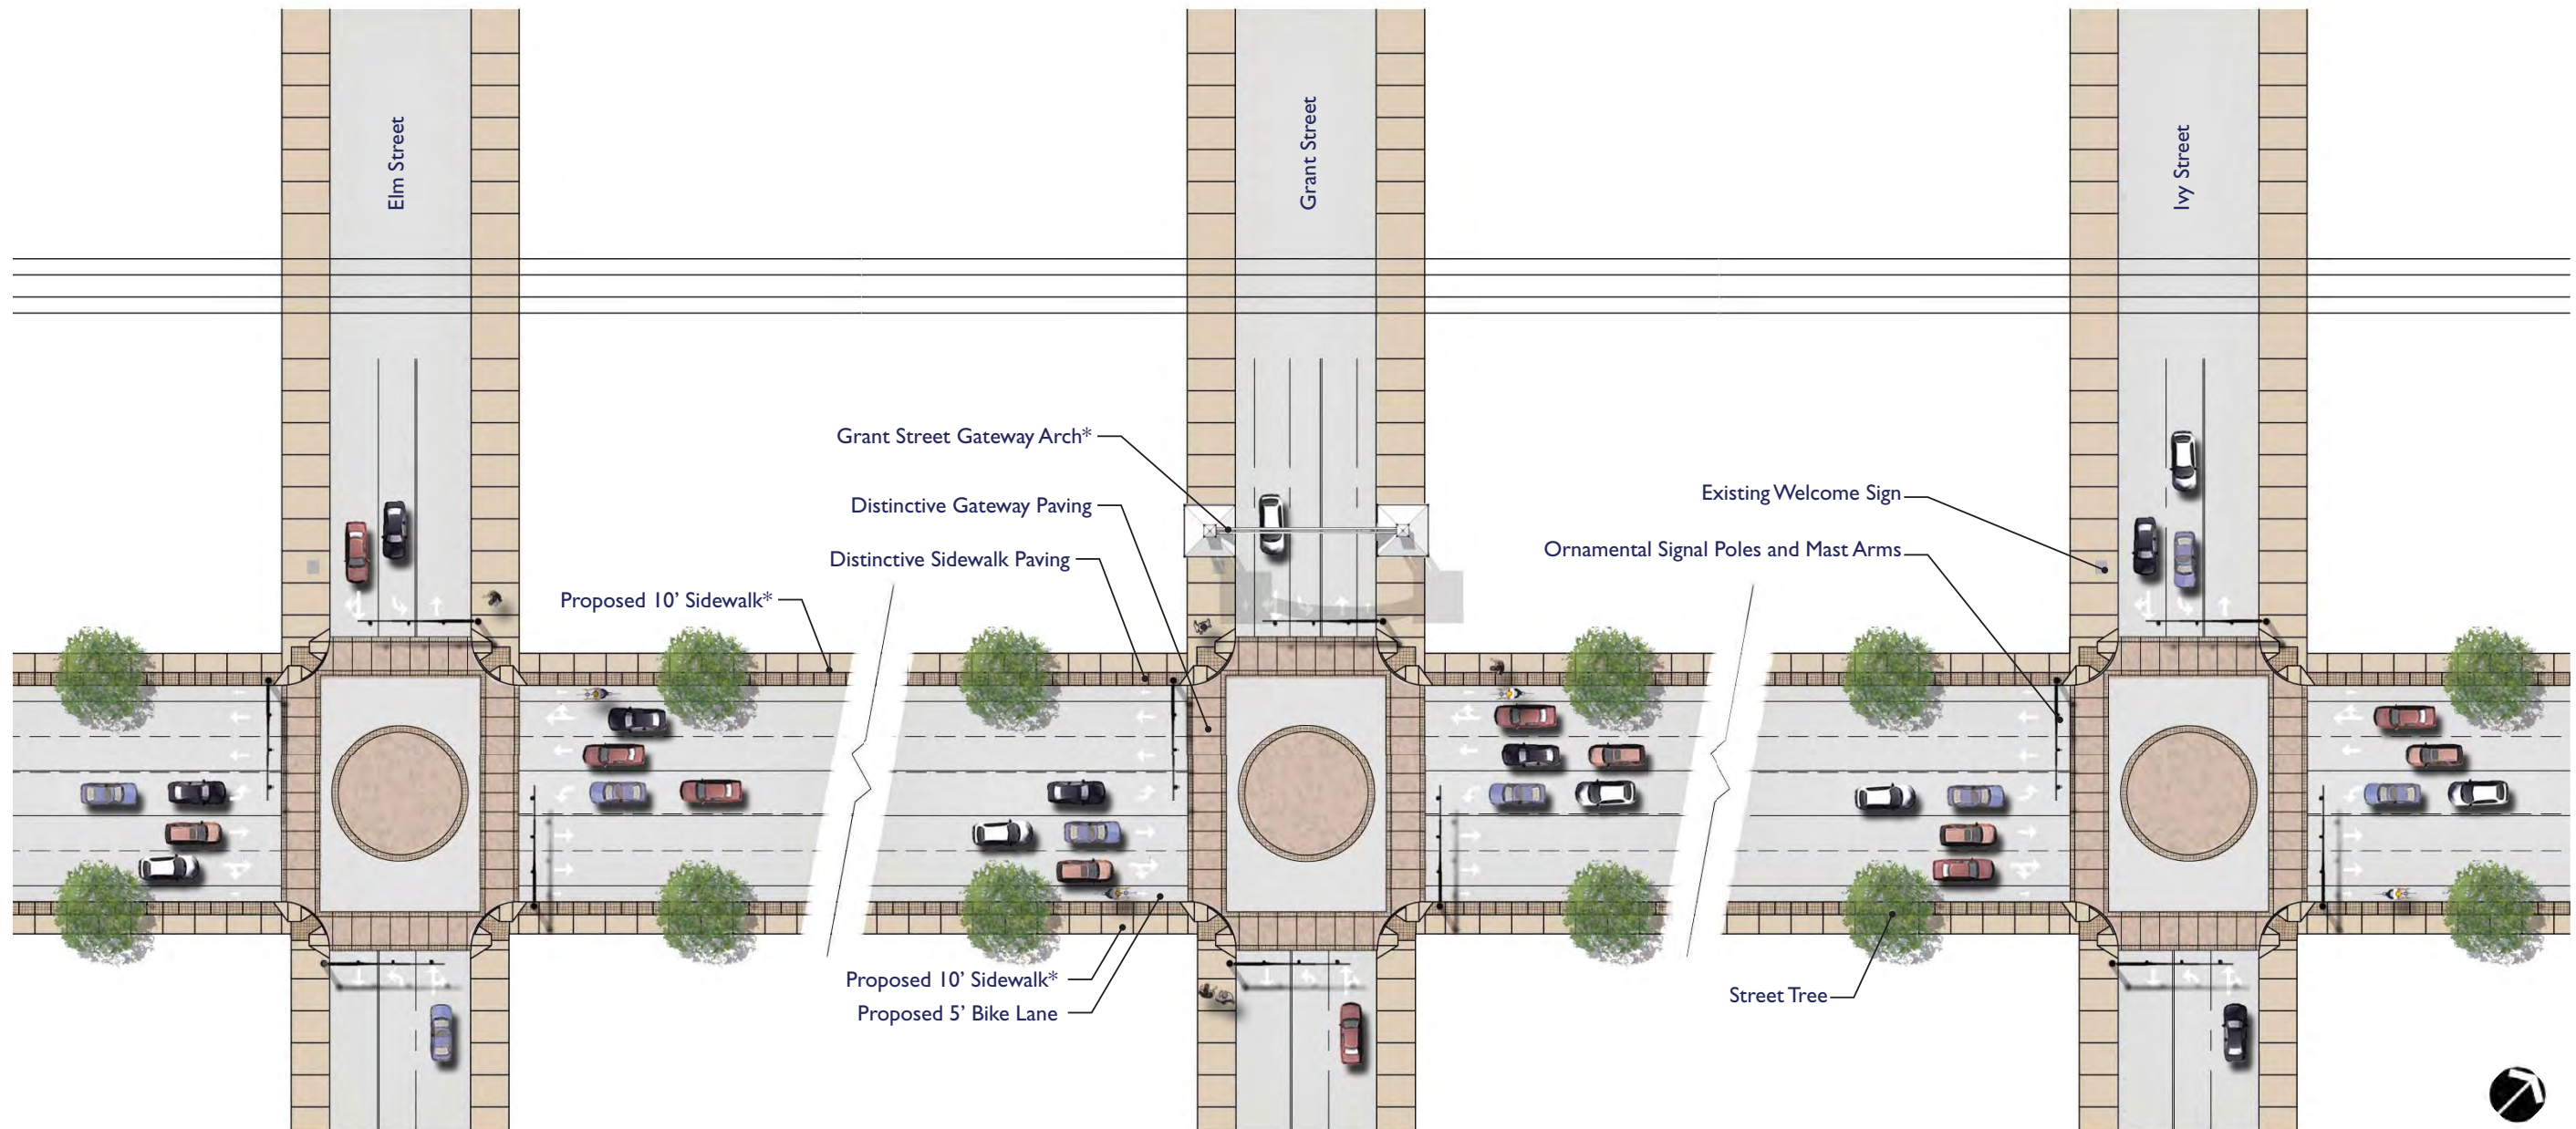 Elm Street
Grant Street
Ivy Street
Grant Street Gateway Arch*
Distinctive Gateway Paving
Distinctive Sidewalk Paving
Proposed 10’ Sidewalk*
Existing Welcome Sign
Ornamental Signal Poles and Mast Arms
Proposed 10’ Sidewalk*
Proposed 5’ Bike Lane
Street Tree